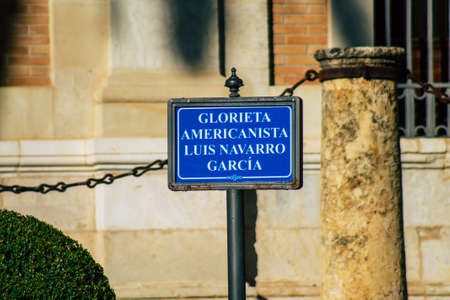 GLORIETA
AMERICANISTA
LUIS NAVARRO
GARCÍA